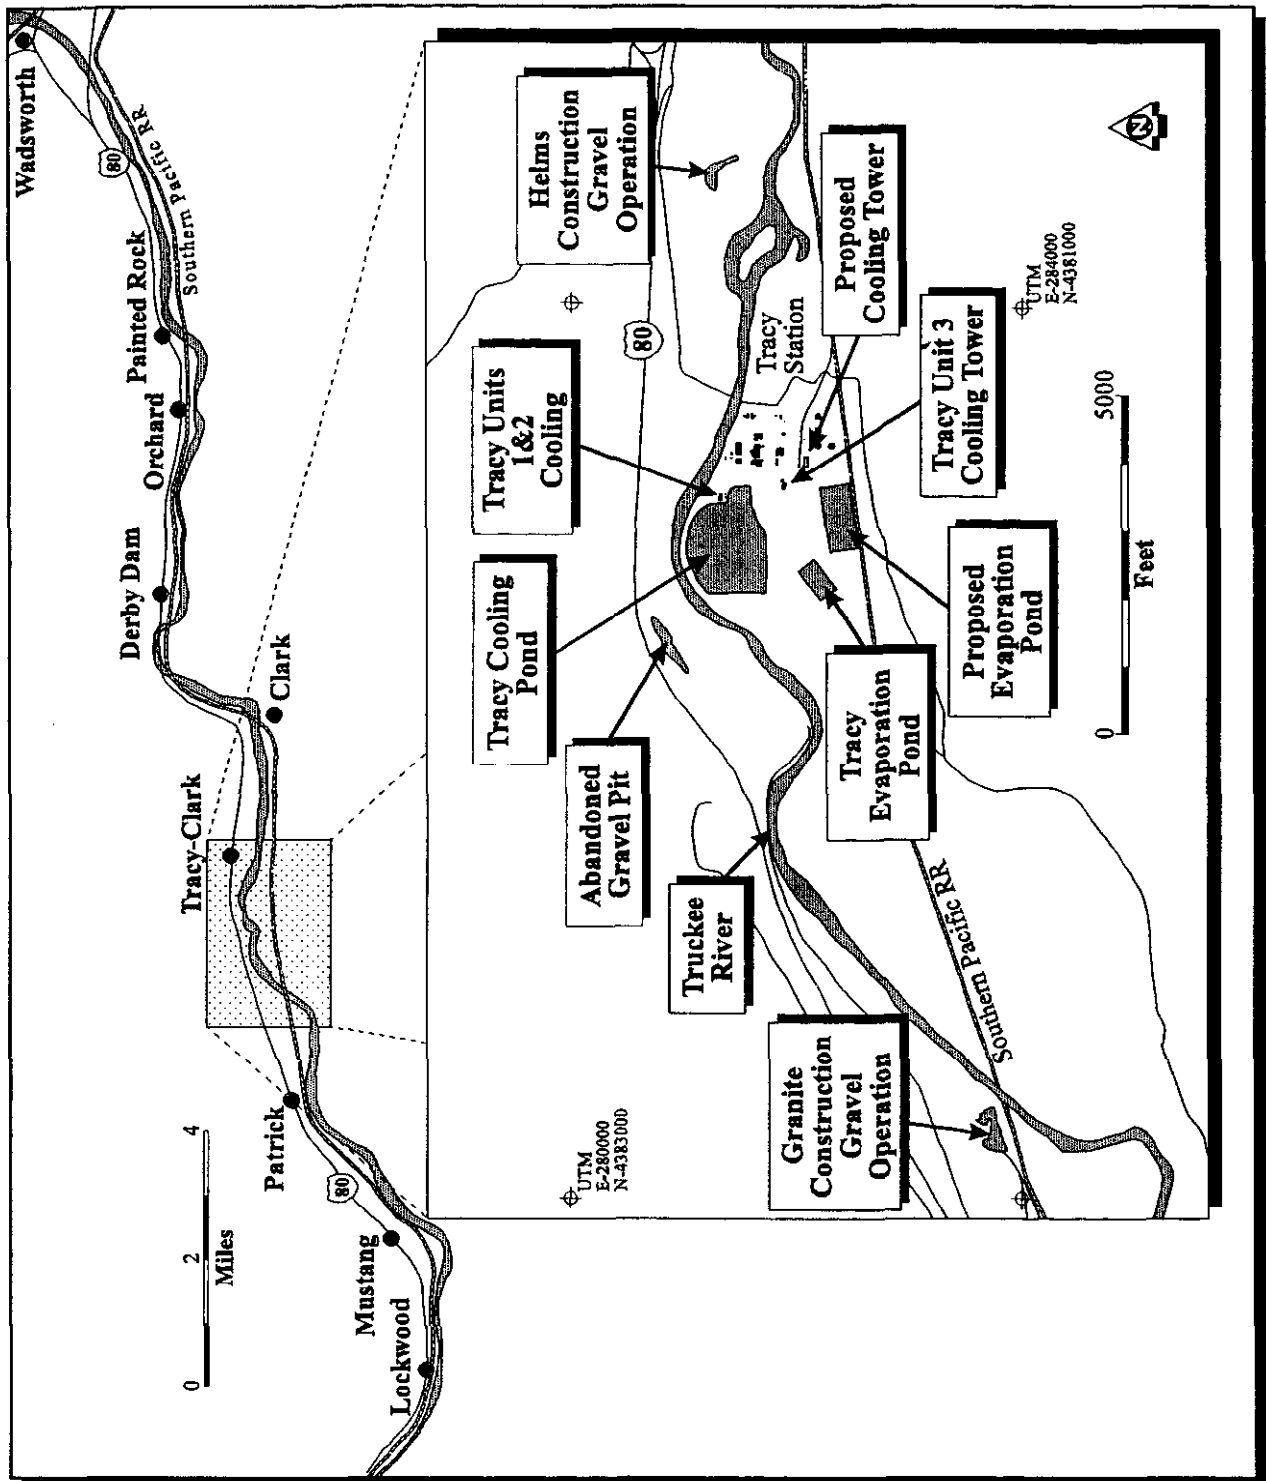 Wadsworth
80
Southern Pacific RR
Painted Rock
Orchard
Derby Dam
Clark
Tracy-Clark
Patrick
80
Mustang
Lockwood
0 2 4
Miles
UTM
E-280000
N-4383000
Abandoned
Gravel Pit
Tracy Cooling
Pond
Tracy Units
1&2
Cooling
Helms
Construction
Gravel
Operation
80
Truckee
River
Tracy
Station
Granite
Construction
Gravel
Operation
Southern Pacific RR
Tracy
Evaporation
Pond
Proposed
Evaporation
Pond
Tracy Unit 3
Cooling Tower
Proposed
Cooling Tower
UTM
E-284000
N-4381000
0 5000
Feet
N